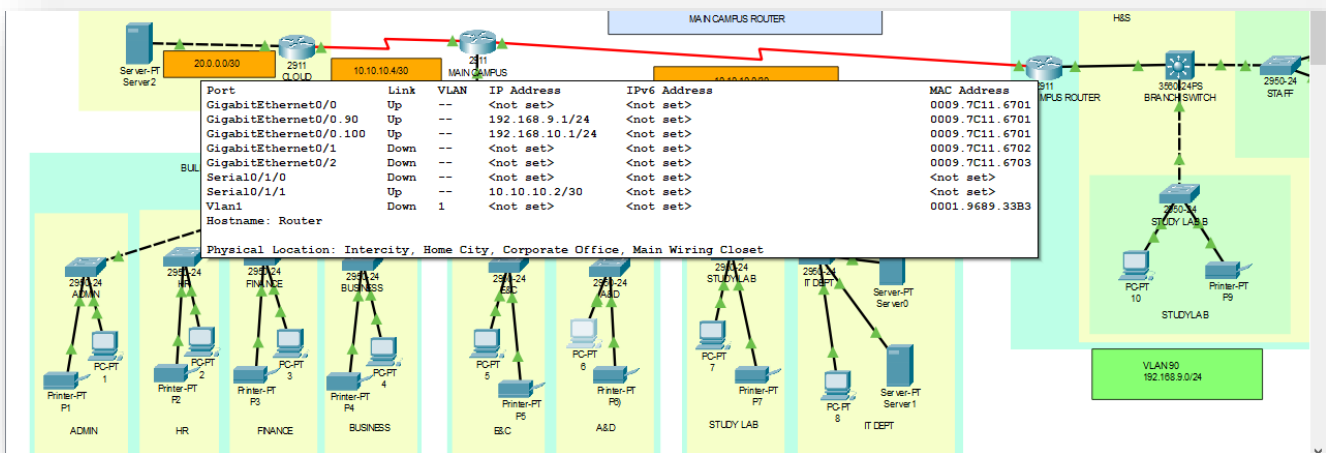 MAIN CAMPUS ROUTER
H&S
20.0.0.0/30
Server-PT
Server2
2911
CLOUD
10.10.10.4/30
2911
MAIN CAMPUS
2911
MPUS ROUTER
3560-24PS
BRANCH SWITCH
2950-24
STAFF
Port Link VLAN IP Address IPv6 Address MAC Address
GigabitEthernet0/0 Up -- <not set> <not set> 0009.7C11.6701
GigabitEthernet0/0.90 Up -- 192.168.9.1/24 <not set> 0009.7C11.6701
GigabitEthernet0/0.100 Up -- 192.168.10.1/24 <not set> 0009.7C11.6701
GigabitEthernet0/1 Down -- <not set> <not set> 0009.7C11.6702
GigabitEthernet0/2 Down -- <not set> <not set> 0009.7C11.6703
Serial0/1/0 Down -- <not set> <not set> <not set>
Serial0/1/1 Up -- 10.10.10.2/30 <not set> <not set>
Vlan1 Down 1 <not set> <not set> 0001.9689.33B3
Hostname: Router
Physical Location: Intercity, Home City, Corporate Office, Main Wiring Closet
BUIL
2950-24
STUDY LAB B
PC-PT
10
Printer-PT
P9
STUDYLAB
VLAN 90
192.168.9.0/24
2950-24
ADMIN
2950-24
HR
2950-24
FINANCE
2950-24
BUSINESS
2950-24
E&C
2950-24
A&D
2950-24
STUDY LAB
2950-24
IT DEPT
Server-PT
Server0
PC-PT
1
PC-PT
2
PC-PT
3
PC-PT
4
PC-PT
5
PC-PT
6
PC-PT
7
PC-PT
8
Server-PT
Server1
Printer-PT
P1
Printer-PT
P2
Printer-PT
P3
Printer-PT
P4
Printer-PT
P5
Printer-PT
P6)
Printer-PT
P7
ADMIN
HR
FINANCE
BUSINESS
E&C
A&D
STUDY LAB
IT DEPT